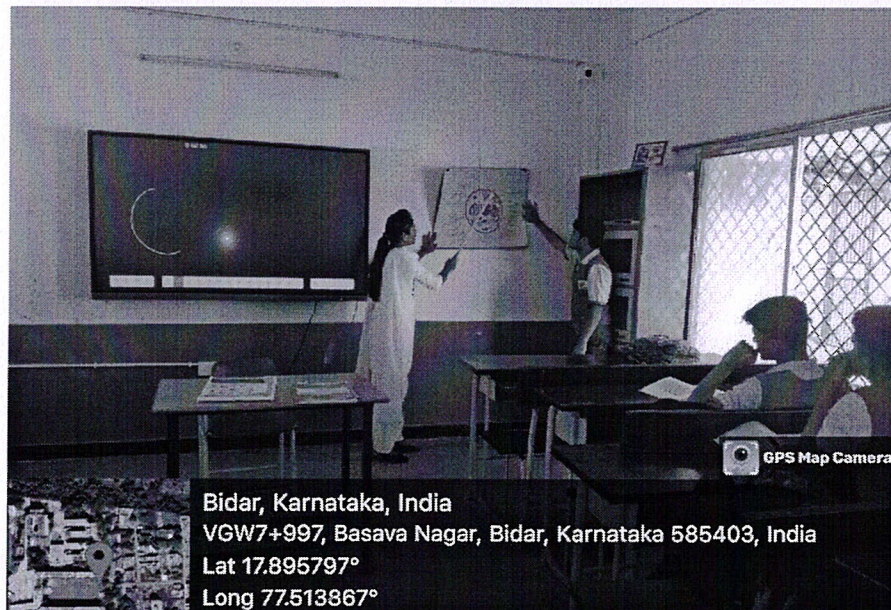 GPS Map Camera
Bidar, Karnataka, India
VGW7+997, Basava Nagar, Bidar, Karnataka 585403, India
Lat 17.895797°
Long 77.513867°